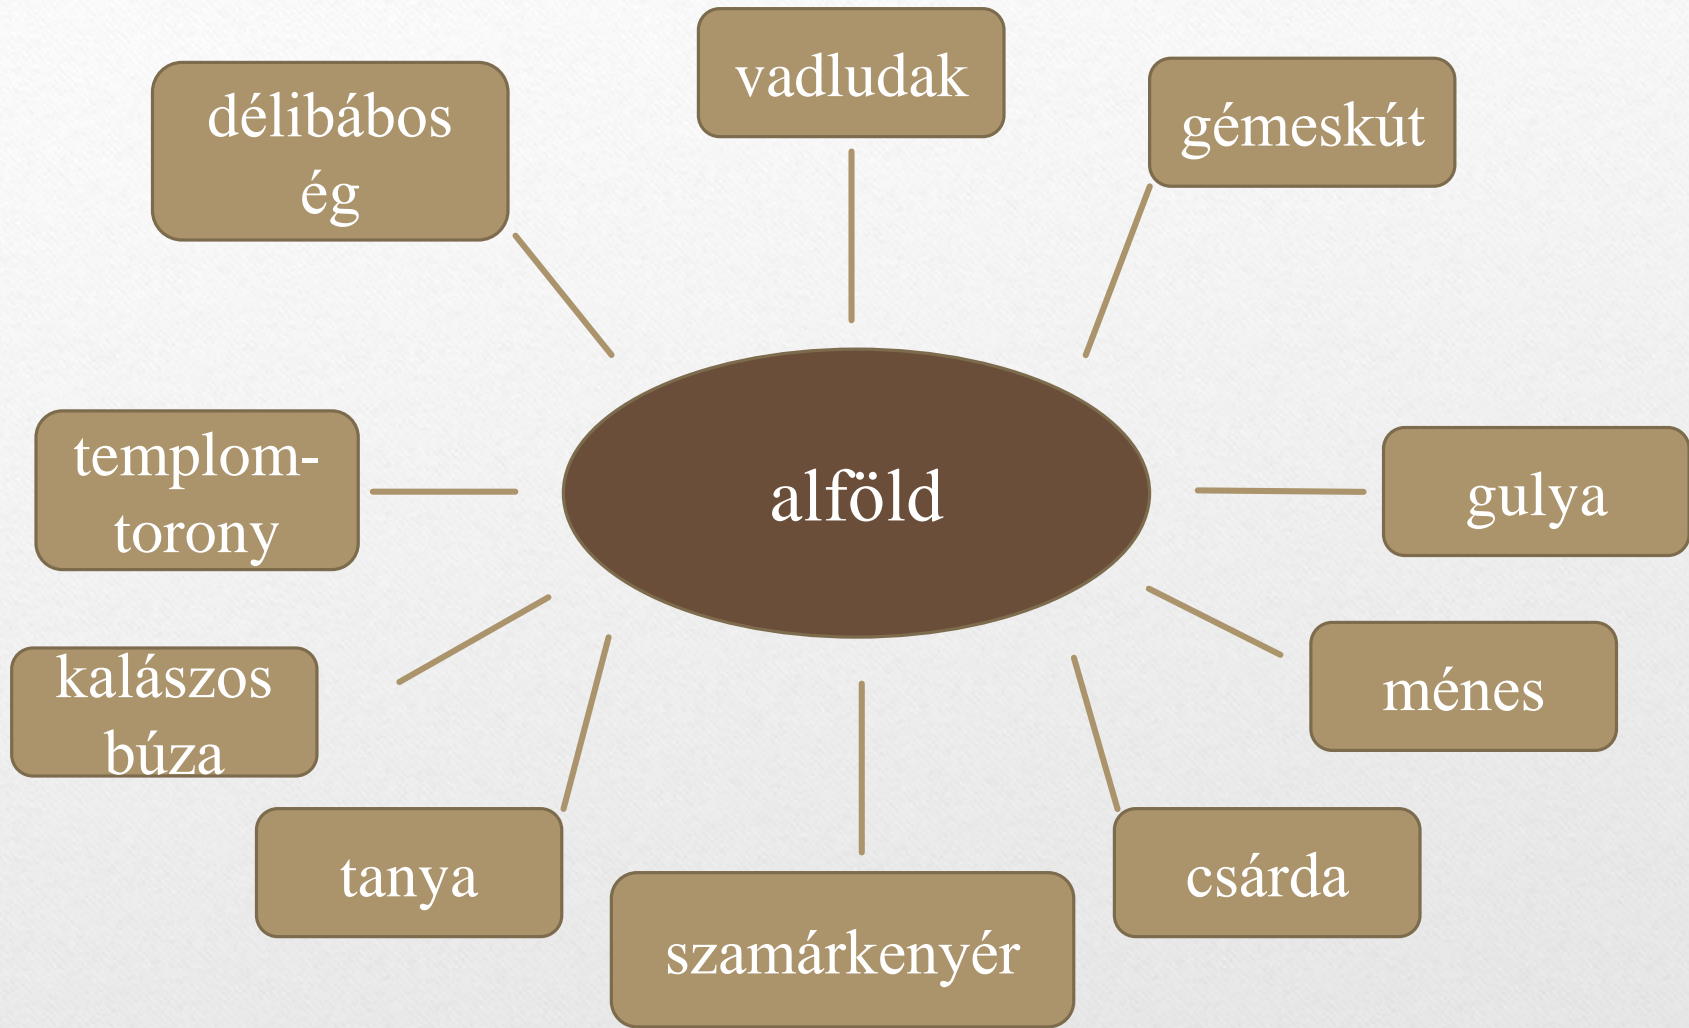 vadludak
délibábos
ég
gémeskút
templom-
torony
alföld
gulya
kalászos
búza
ménes
tanya
csárda
szamárkenyér